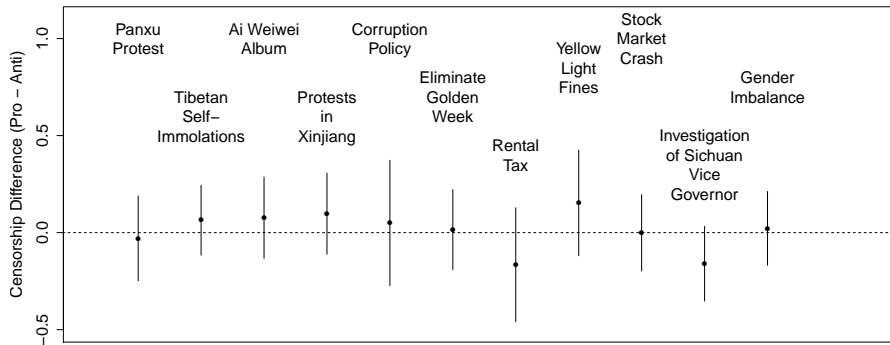 Censorship Difference (Pro − Anti)
1.0
0.5
0.0
−0.5
Panxu
Protest
Tibetan
Self−
Immolations
Ai Weiwei
Album
Protests
in
Xinjiang
Corruption
Policy
Eliminate
Golden
Week
Rental
Tax
Yellow
Light
Fines
Stock
Market
Crash
Investigation
of Sichuan
Vice
Governor
Gender
Imbalance